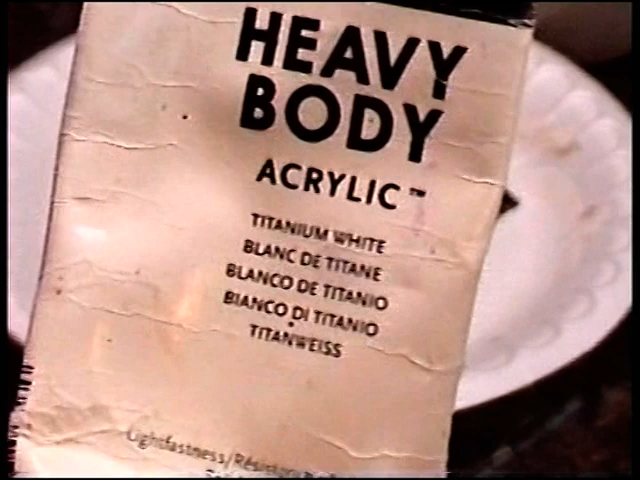 HEAVY
BODY
ACRYLIC™
TITANIUM WHITE
BLANC DE TITANE
BLANCO DE TITANIO
BIANCO DI TITANIO
TITANWEISS
Lightfastness/